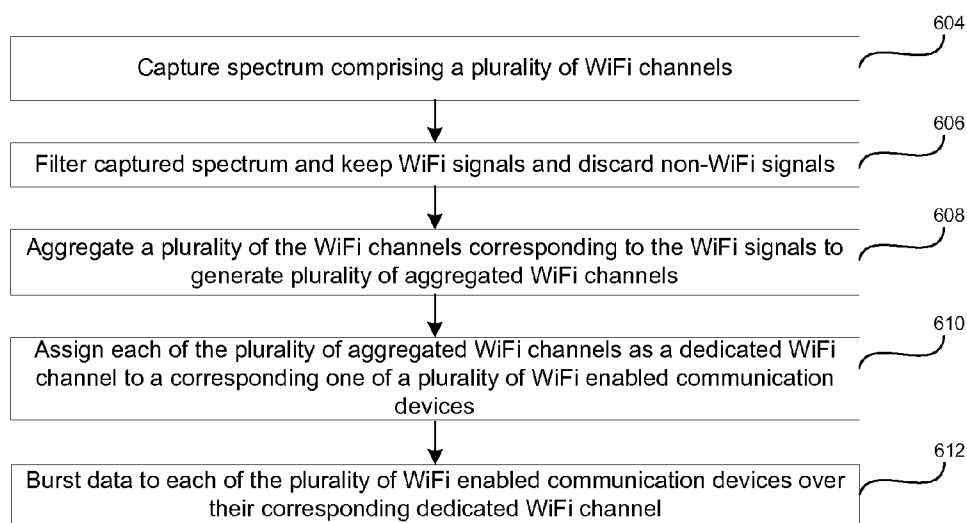 604
Capture spectrum comprising a plurality of WiFi channels
606
Filter captured spectrum and keep WiFi signals and discard non-WiFi signals
608
Aggregate a plurality of the WiFi channels corresponding to the WiFi signals to
generate plurality of aggregated WiFi channels
610
Assign each of the plurality of aggregated WiFi channels as a dedicated WiFi
channel to a corresponding one of a plurality of WiFi enabled communication
devices
612
Burst data to each of the plurality of WiFi enabled communication devices over
their corresponding dedicated WiFi channel